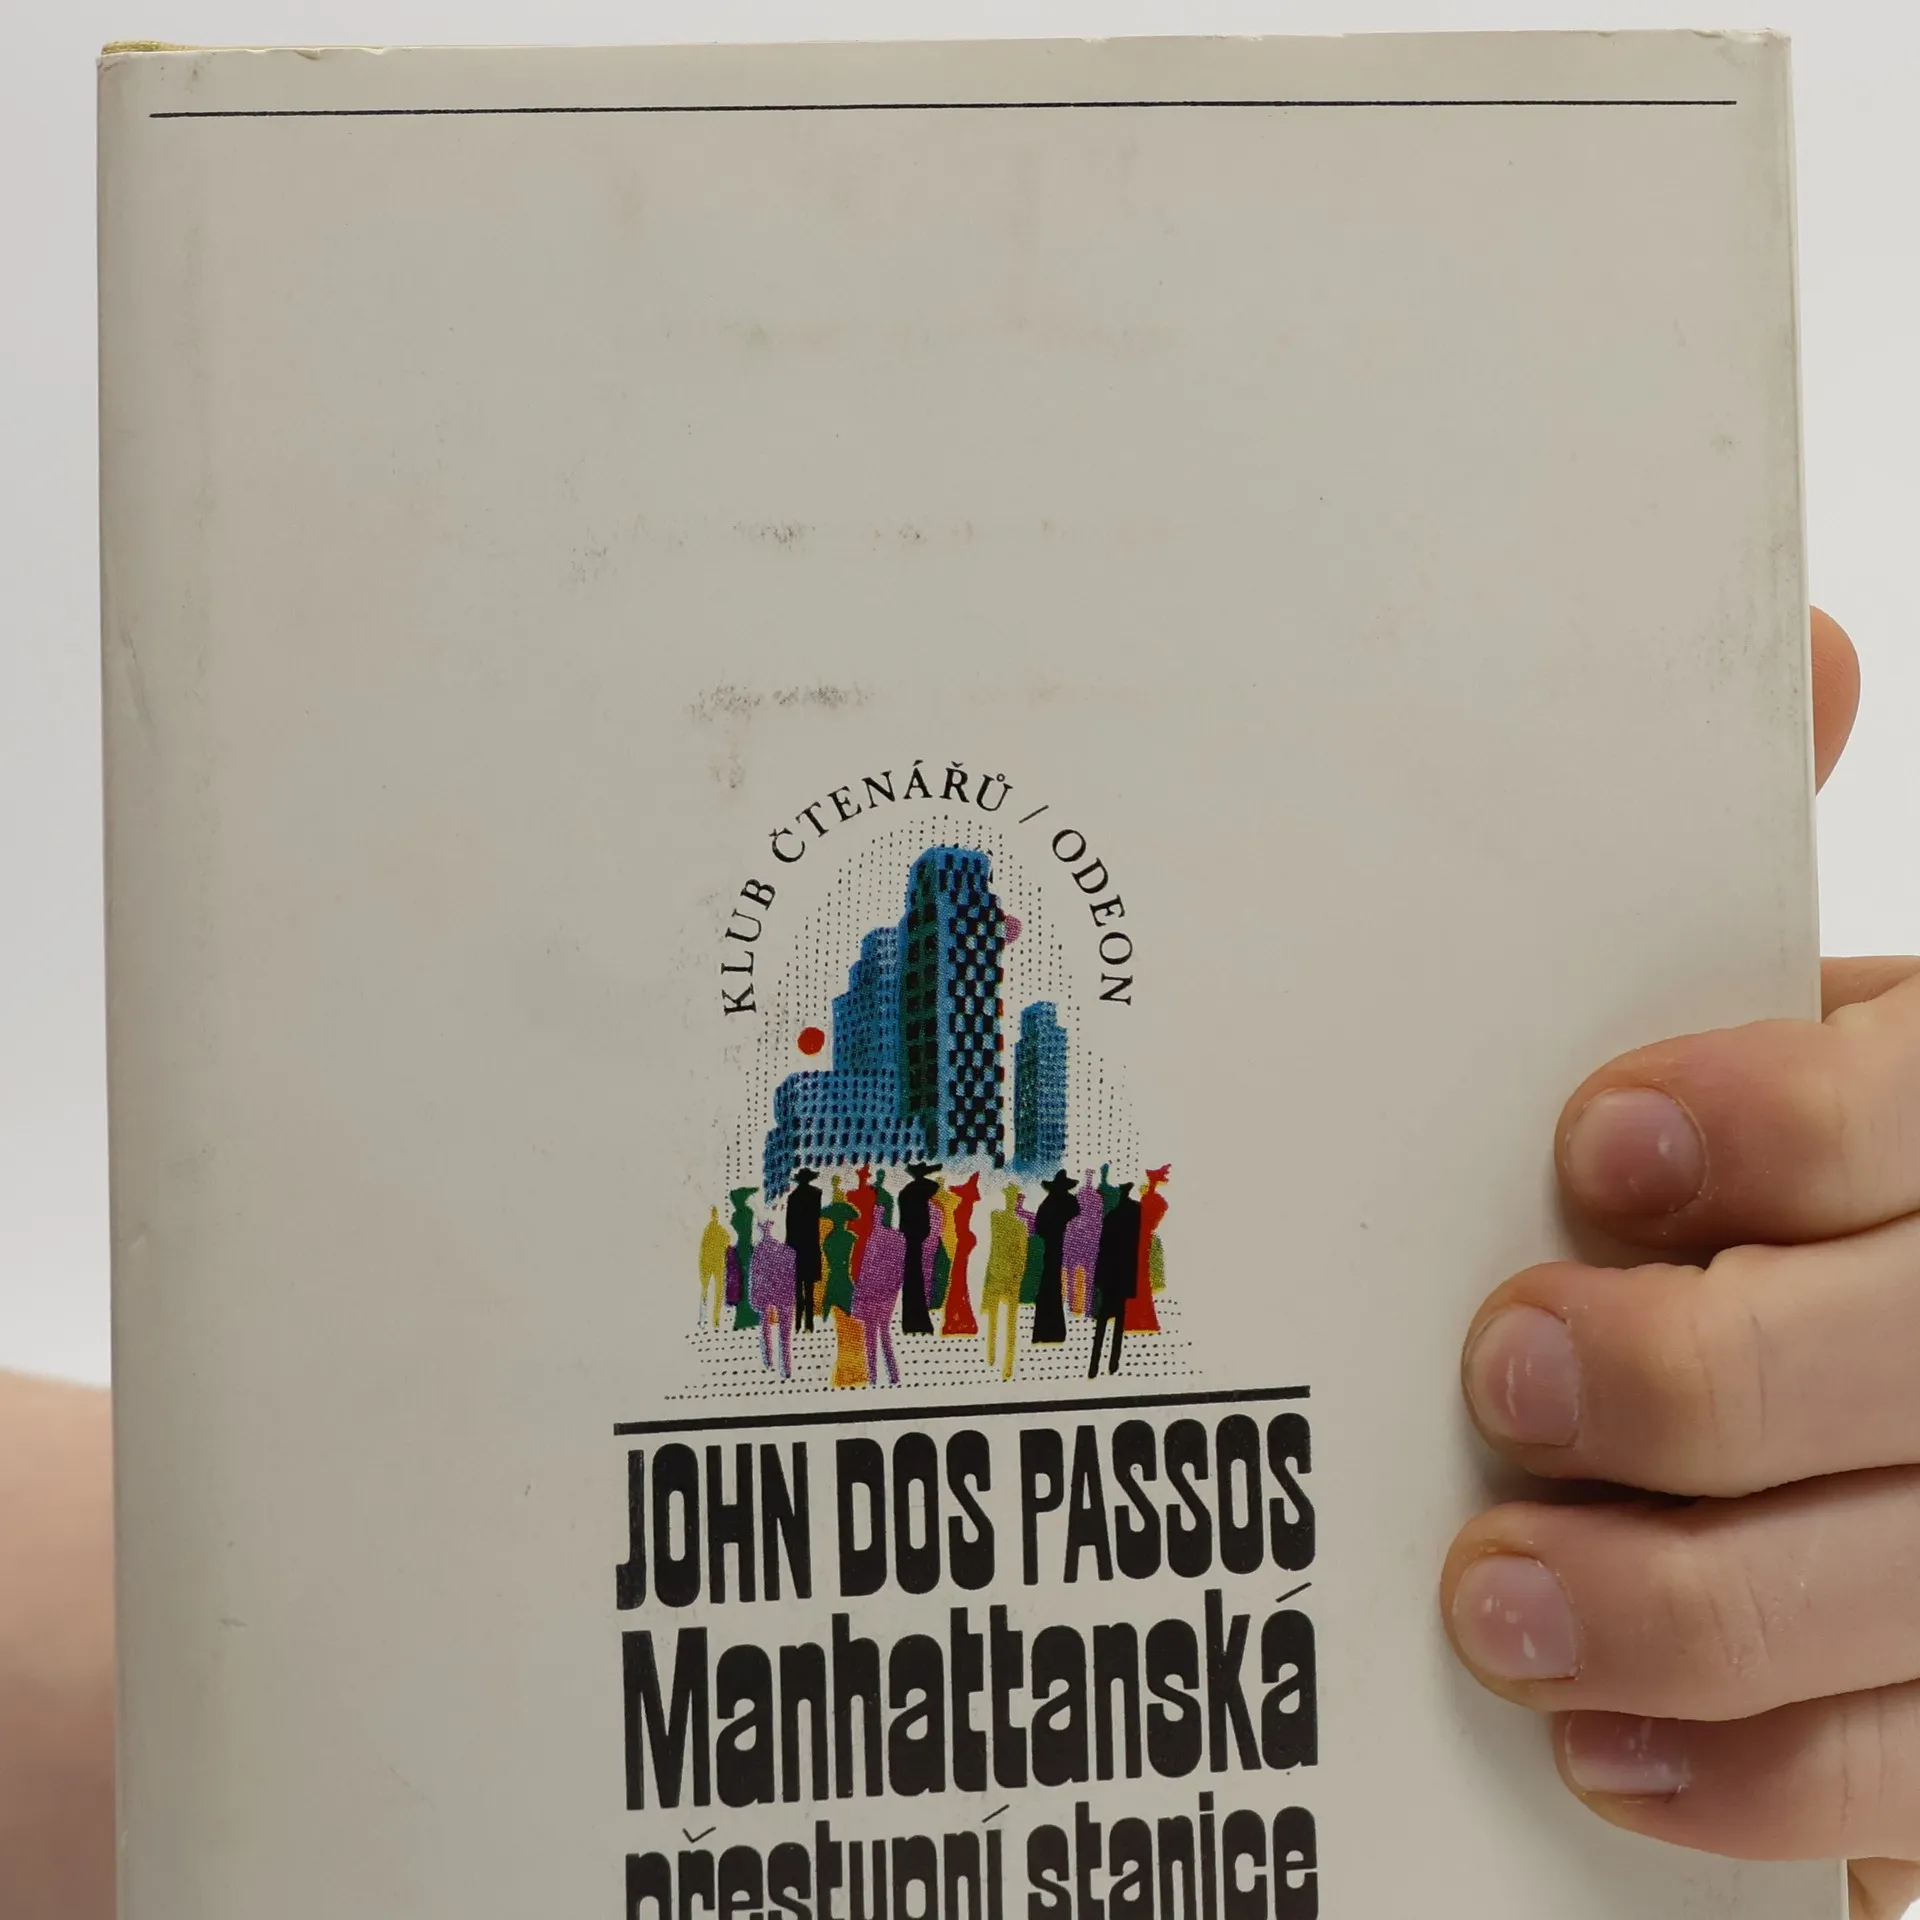 KLUB ČTENÁŘŮ / ODEON
JOHN DOS PASSOS
Manhattanská
přestupní stanice